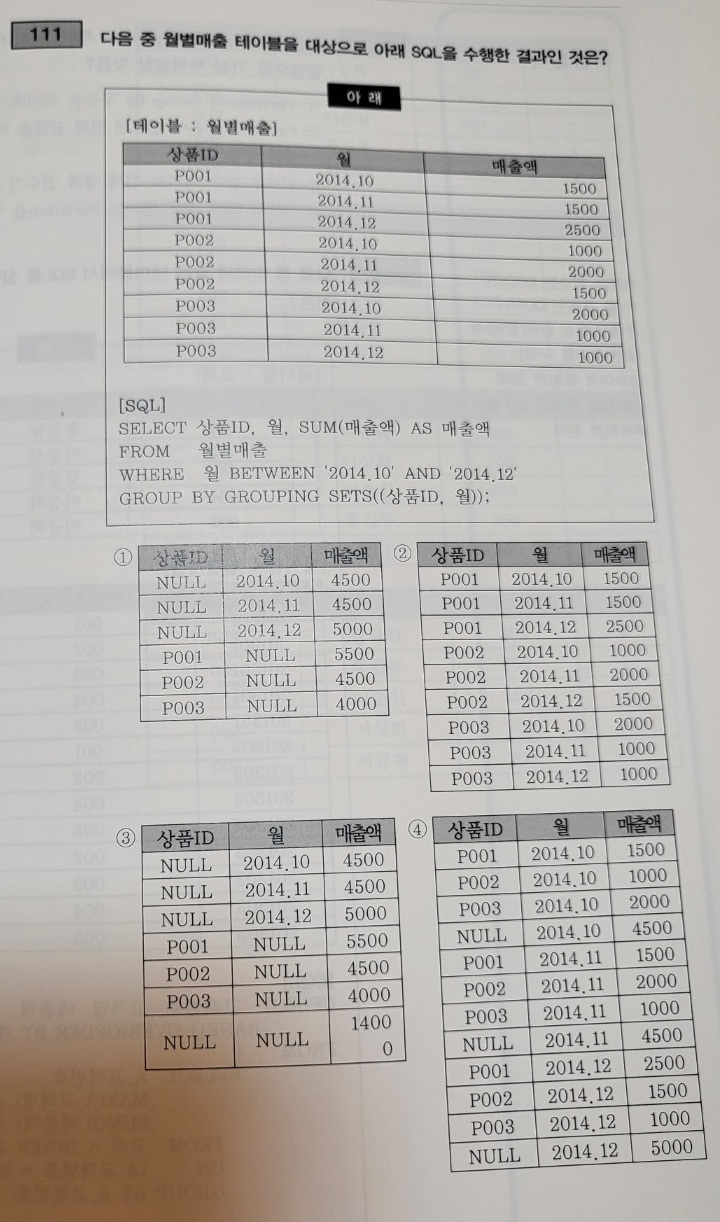 111 다음 중 월별매출 테이블을 대상으로 아래 SQL을 수행한 결과인 것은?
아 래
[테이블 : 월별매출]
상품ID 월 매출액
P001 2014.10 1500
P001 2014.11 1500
P001 2014.12 2500
P002 2014.10 1000
P002 2014.11 2000
P002 2014.12 1500
P003 2014.10 2000
P003 2014.11 1000
P003 2014.12 1000
[SQL]
SELECT 상품ID, 월, SUM(매출액) AS 매출액
FROM 월별매출
WHERE 월 BETWEEN '2014.10' AND '2014.12'
GROUP BY GROUPING SETS((상품ID, 월));
①
상품ID 월 매출액
NULL 2014.10 4500
NULL 2014.11 4500
NULL 2014.12 5000
P001 NULL 5500
P002 NULL 4500
P003 NULL 4000
②
상품ID 월 매출액
P001 2014.10 1500
P001 2014.11 1500
P001 2014.12 2500
P002 2014.10 1000
P002 2014.11 2000
P002 2014.12 1500
P003 2014.10 2000
P003 2014.11 1000
P003 2014.12 1000
③
상품ID 월 매출액
NULL 2014.10 4500
NULL 2014.11 4500
NULL 2014.12 5000
P001 NULL 5500
P002 NULL 4500
P003 NULL 4000
NULL NULL 1400
0
④
상품ID 월 매출액
P001 2014.10 1500
P002 2014.10 1000
P003 2014.10 2000
NULL 2014.10 4500
P001 2014.11 1500
P002 2014.11 2000
P003 2014.11 1000
NULL 2014.11 4500
P001 2014.12 2500
P002 2014.12 1500
P003 2014.12 1000
NULL 2014.12 5000